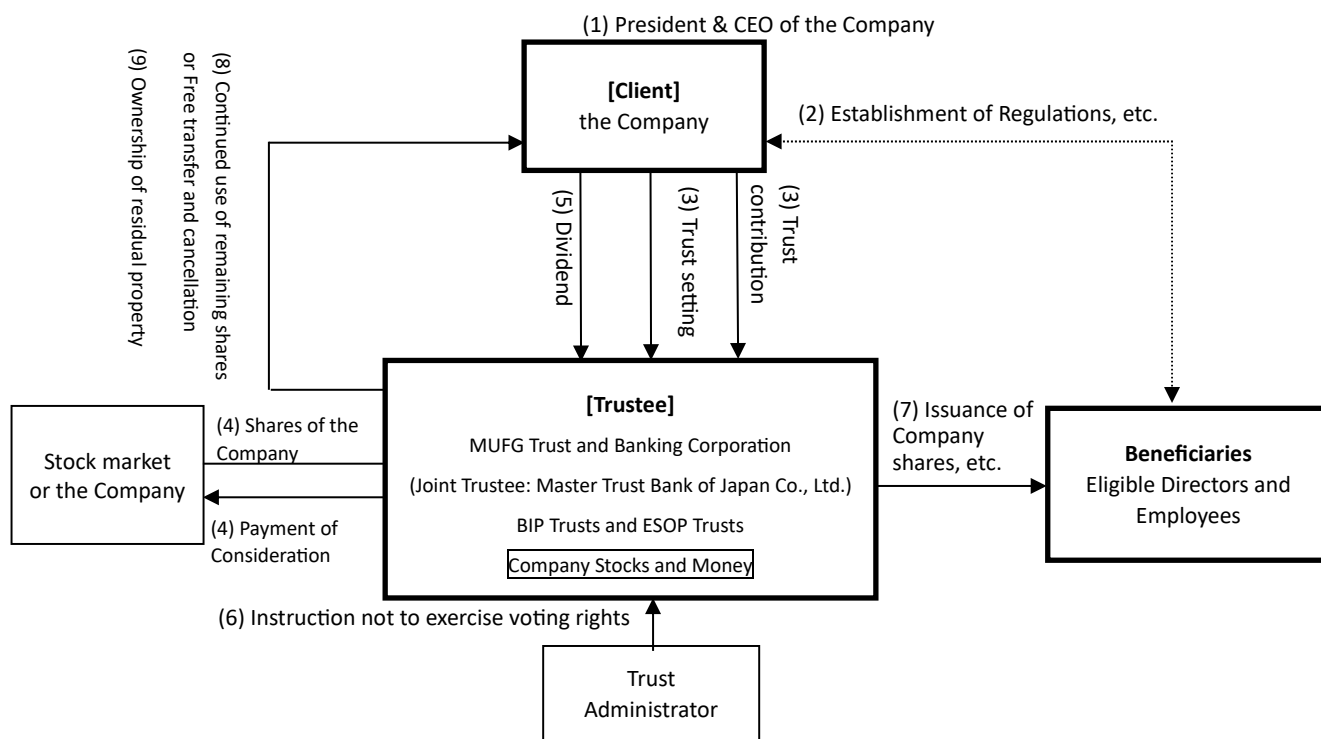 (1) President & CEO of the Company
[Client]
the Company
(2) Establishment of Regulations, etc.
(9) Ownership of residual property
(8) Continued use of remaining shares
or Free transfer and cancellation
(5) Dividend
(3) Trust setting
(3) Trust
contribution
[Trustee]
MUFG Trust and Banking Corporation
(Joint Trustee: Master Trust Bank of Japan Co., Ltd.)
BIP Trusts and ESOP Trusts
Company Stocks and Money
Stock market
or the Company
(4) Shares of the
Company
(4) Payment of
Consideration
(7) Issuance of
Company
shares, etc.
Beneficiaries
Eligible Directors and
Employees
(6) Instruction not to exercise voting rights
Trust
Administrator